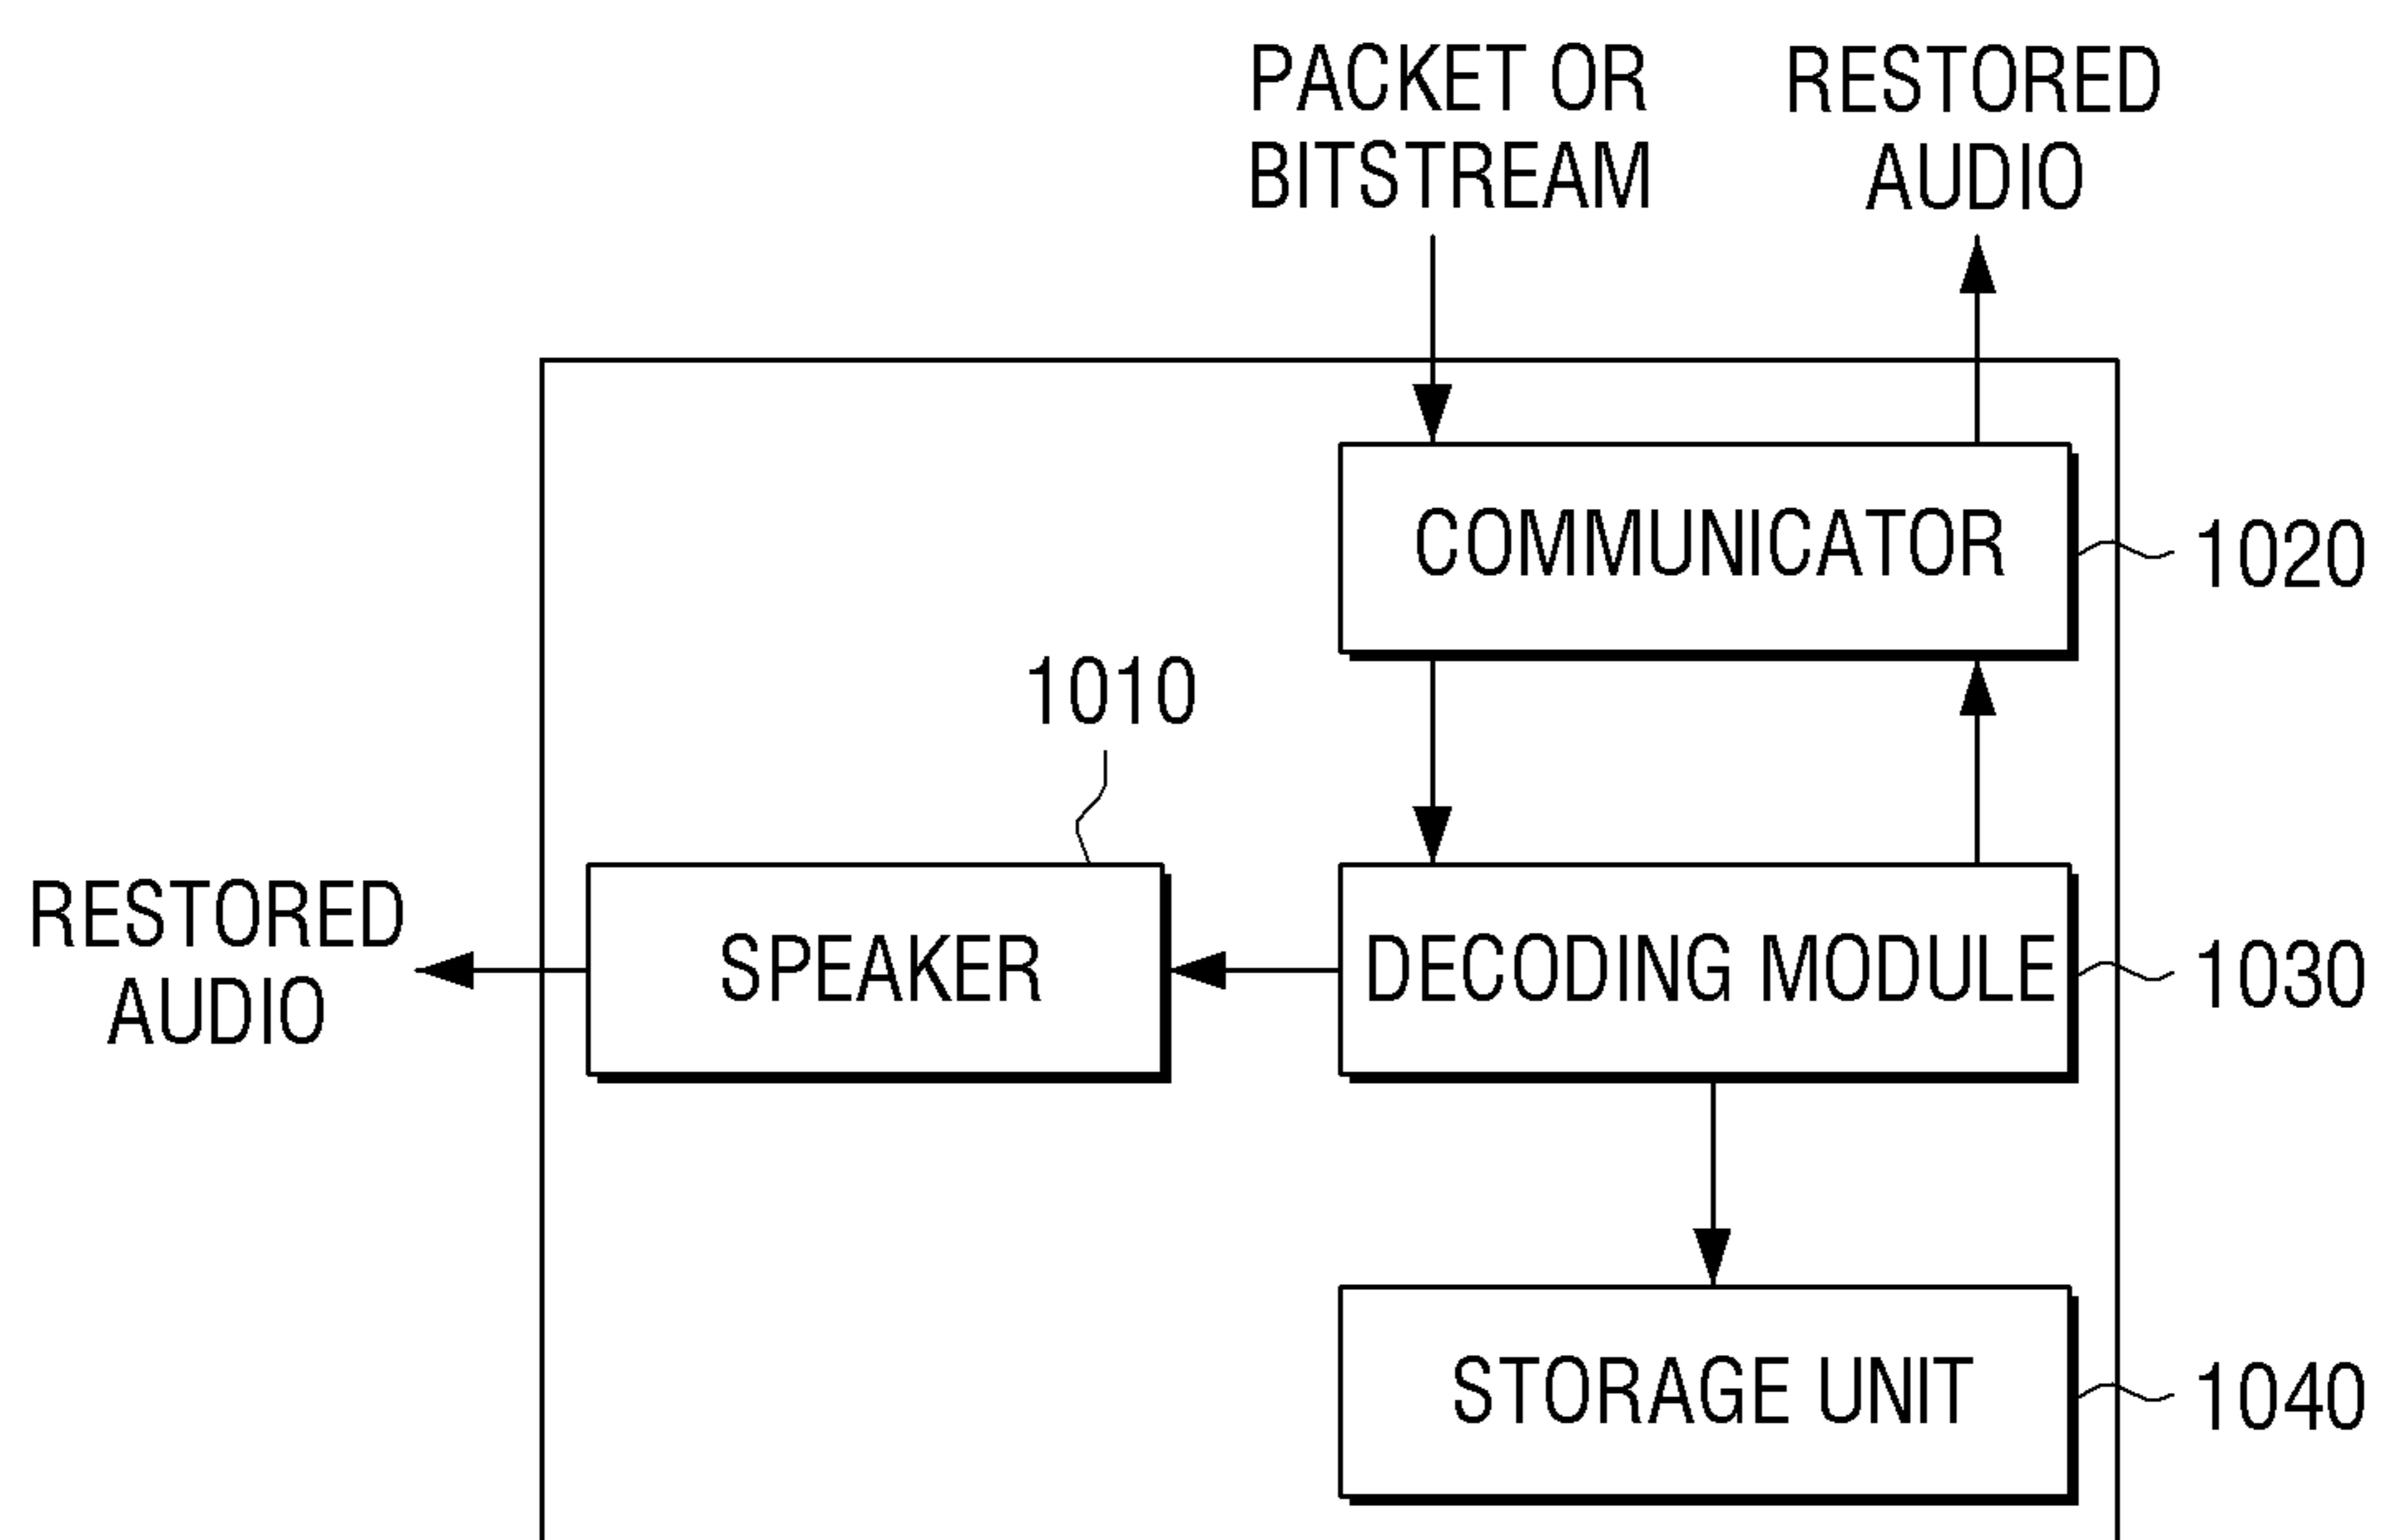 PACKET OR
BITSTREAM
RESTORED
AUDIO
COMMUNICATOR
1020
1010
RESTORED
AUDIO
SPEAKER
DECODING MODULE
1030
STORAGE UNIT
1040